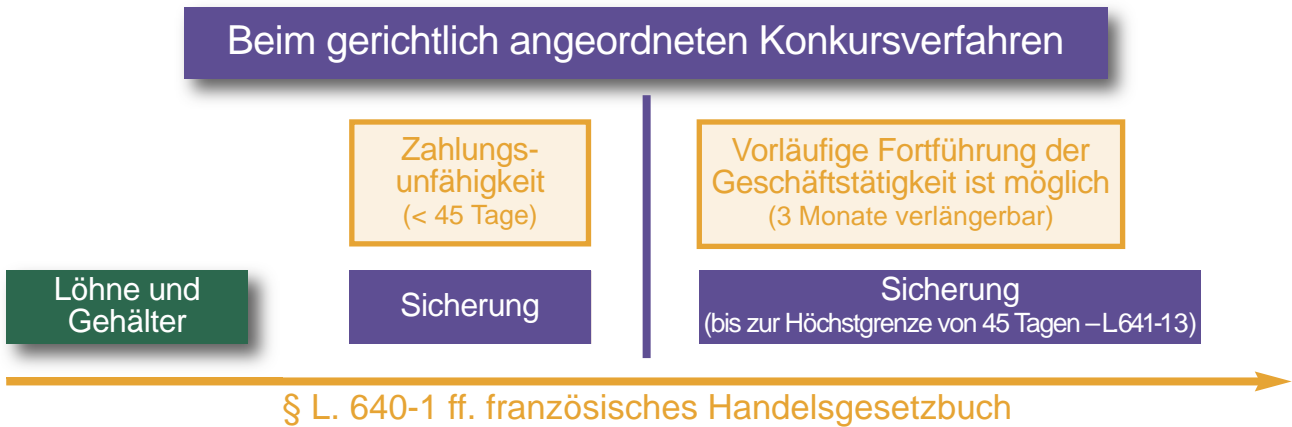 Beim gerichtlich angeordneten Konkursverfahren
Zahlungs-
unfähigkeit
(< 45 Tage)
Vorläufige Fortführung der
Geschäftstätigkeit ist möglich
(3 Monate verlängerbar)
Löhne und
Gehälter
Sicherung
Sicherung
(bis zur Höchstgrenze von 45 Tagen – L641-13)
§ L. 640-1 ff. französisches Handelsgesetzbuch